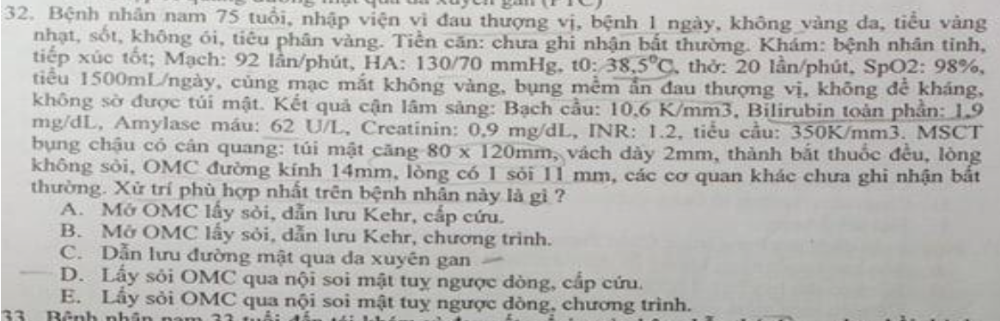 32. Bệnh nhân nam 75 tuổi, nhập viện vì đau thượng vị, bệnh 1 ngày, không vàng da, tiểu vàng
nhạt, sốt, không ói, tiêu phân vàng. Tiền căn: chưa ghi nhận bất thường. Khám: bệnh nhân tỉnh,
tiếp xúc tốt; Mạch: 92 lần/phút, HA: 130/70 mmHg, t0: 38,5°C, thở: 20 lần/phút, SpO2: 98%,
tiểu 1500mL/ngày, củng mạc mắt không vàng, bụng mềm ấn đau thượng vị, không đề kháng,
không sờ được túi mật. Kết quả cận lâm sàng: Bạch cầu: 10,6 K/mm3, Bilirubin toàn phần: 1,9
mg/dL, Amylase máu: 62 U/L, Creatinin: 0,9 mg/dL, INR: 1.2, tiểu cầu: 350K/mm3. MSCT
bụng chậu có cản quang: túi mật căng 80 x 120mm, vách dày 2mm, thành bắt thuốc đều, lòng
không sỏi, OMC đường kính 14mm, lòng có 1 sỏi 11 mm, các cơ quan khác chưa ghi nhận bất
thường. Xử trí phù hợp nhất trên bệnh nhân này là gì ?
A. Mở OMC lấy sỏi, dẫn lưu Kehr, cấp cứu.
B. Mở OMC lấy sỏi, dẫn lưu Kehr, chương trình.
C. Dẫn lưu đường mật qua da xuyên gan
D. Lấy sỏi OMC qua nội soi mật tuỵ ngược dòng, cấp cứu.
E. Lấy sỏi OMC qua nội soi mật tuỵ ngược dòng, chương trình.
33. Bệnh nhân nam